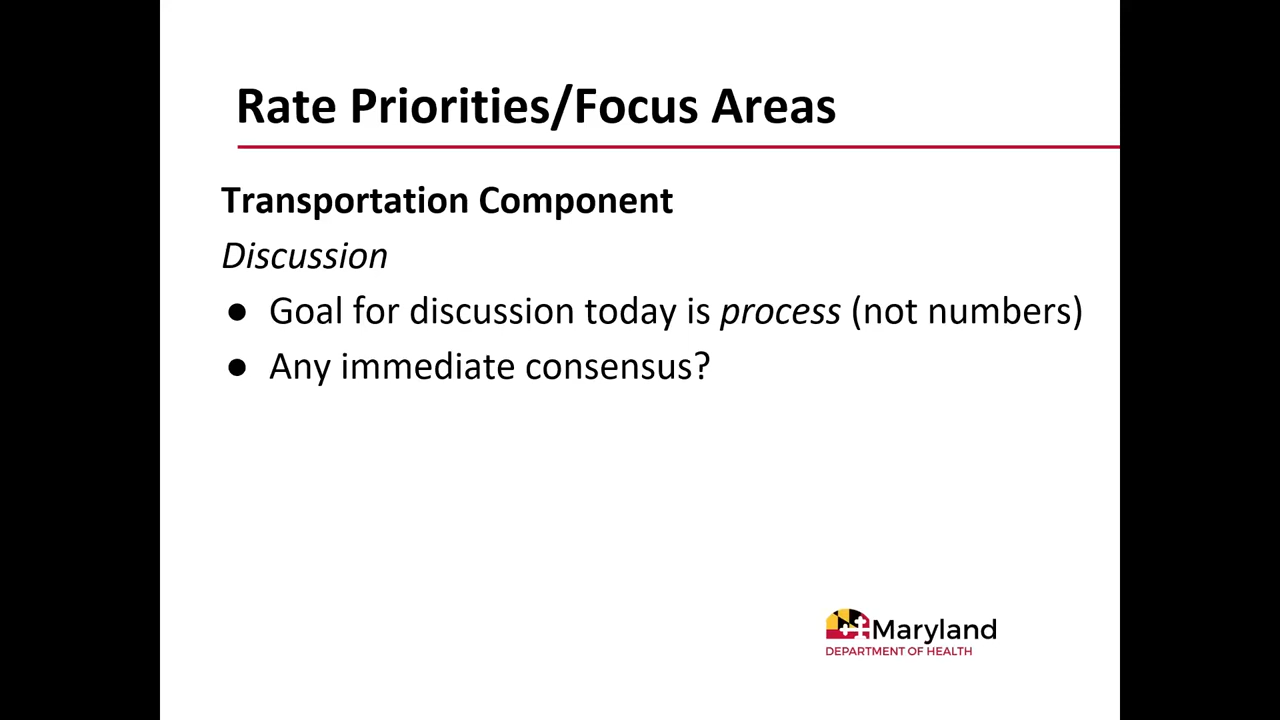 Rate Priorities/Focus Areas
Transportation Component
Discussion
● Goal for discussion today is process (not numbers)
● Any immediate consensus?
Maryland
DEPARTMENT OF HEALTH